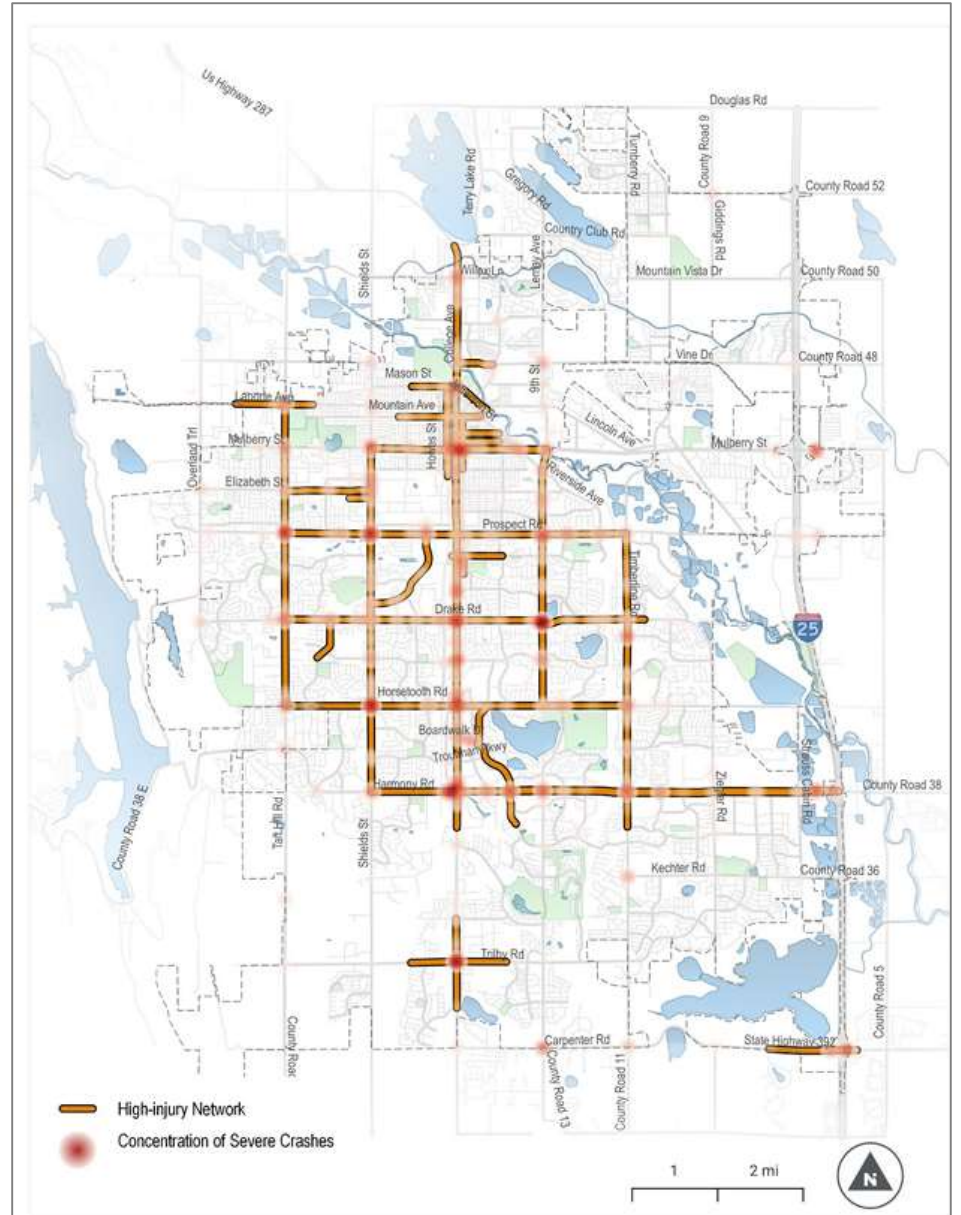 Us Highway 287
Douglas Rd
Terry Lake Rd
Gregory Rd
Turnberry Rd
County Road 9
County Road 52
Giddings Rd
Country Club Rd
Shields St
Willox Ln
Lemay Ave
Mountain Vista Dr
County Road 50
College Ave
Vine Dr
County Road 48
Mason St
9th St
Laporte Ave
Mountain Ave
Lincoln Ave
Overland Trl
Mulberry St
Howes St
Mulberry St
Riverside Ave
Elizabeth St
Prospect Rd
Timberline Rd
Drake Rd
25
Horsetooth Rd
Boardwalk D
Troutman Pkwy
Strauss Cabin Rd
Harmony Rd
Ziegler Rd
County Road 38
County Road 38 E
Taft Hill Rd
Shields St
Kechter Rd
County Road 36
Trilby Rd
County Road 5
County Road
Carpenter Rd
State Highway 392
County Road 13
County Road 11
High-injury Network
Concentration of Severe Crashes
1 2 mi
N